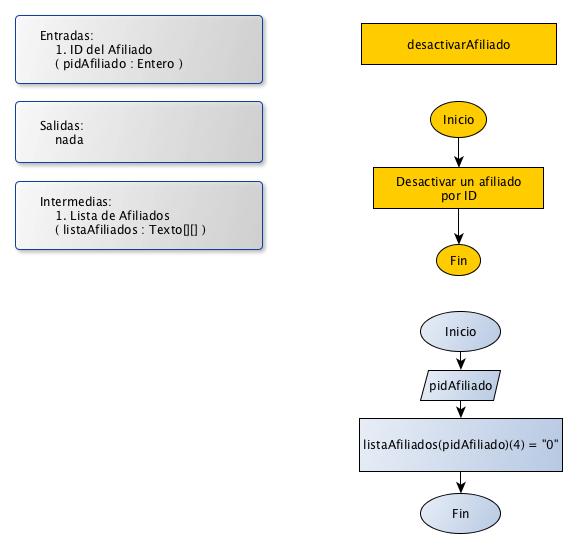 Entradas:
1. ID del Afiliado
( pidAfiliado : Entero )
Salidas:
nada
Intermedias:
1. Lista de Afiliados
( listaAfiliados : Texto[][] )
desactivarAfiliado
Inicio
Desactivar un afiliado
por ID
Fin
Inicio
pidAfiliado
listaAfiliados(pidAfiliado)(4) = "0"
Fin